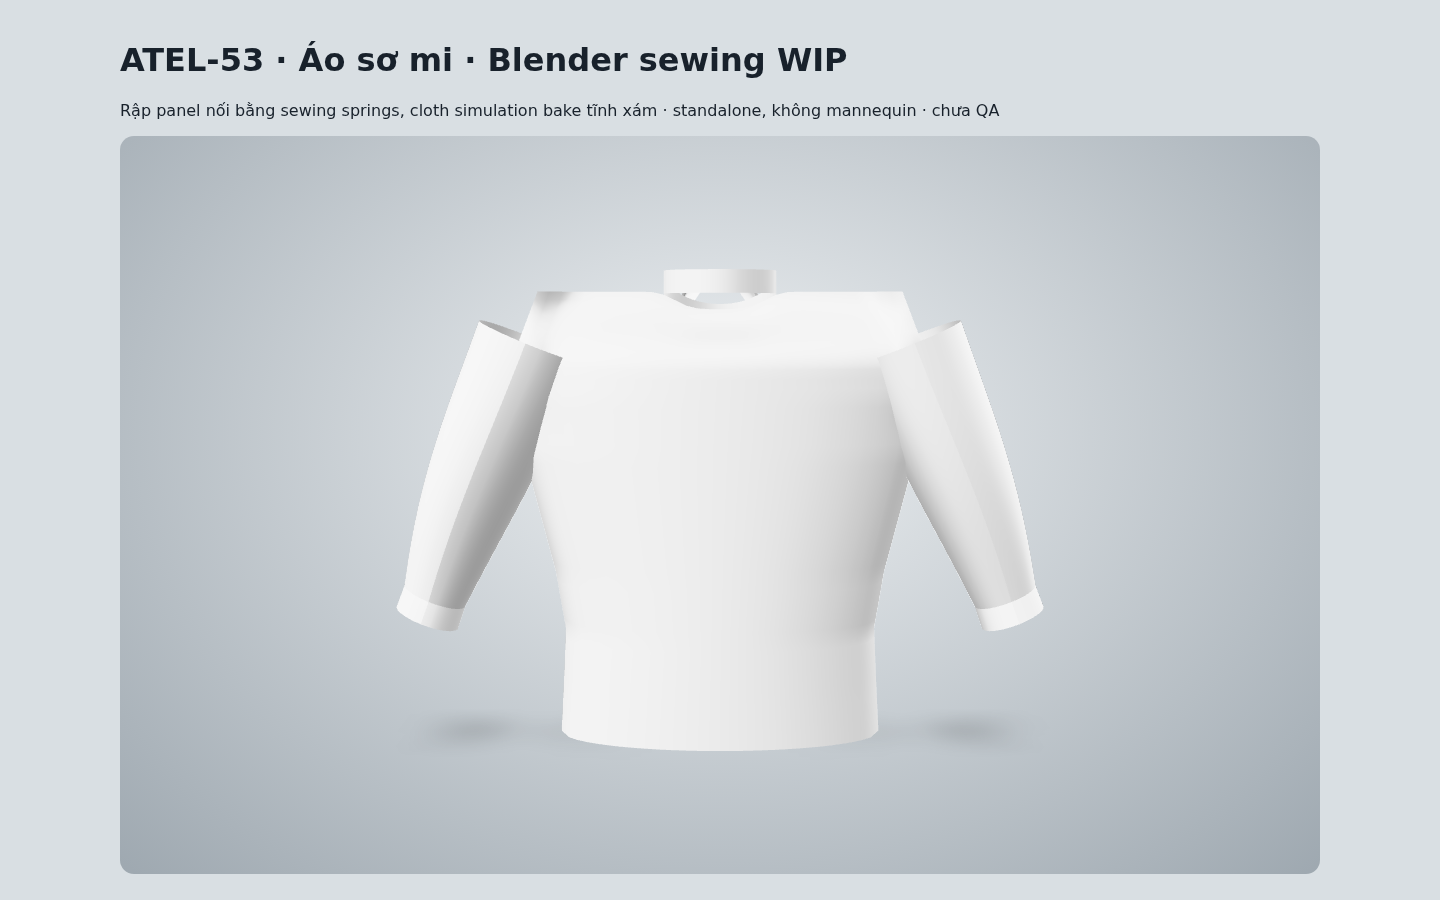 ATEL-53 · Áo sơ mi · Blender sewing WIP
Rập panel nối bằng sewing springs, cloth simulation bake tĩn xám · standalone, không mannequin · chưa QA